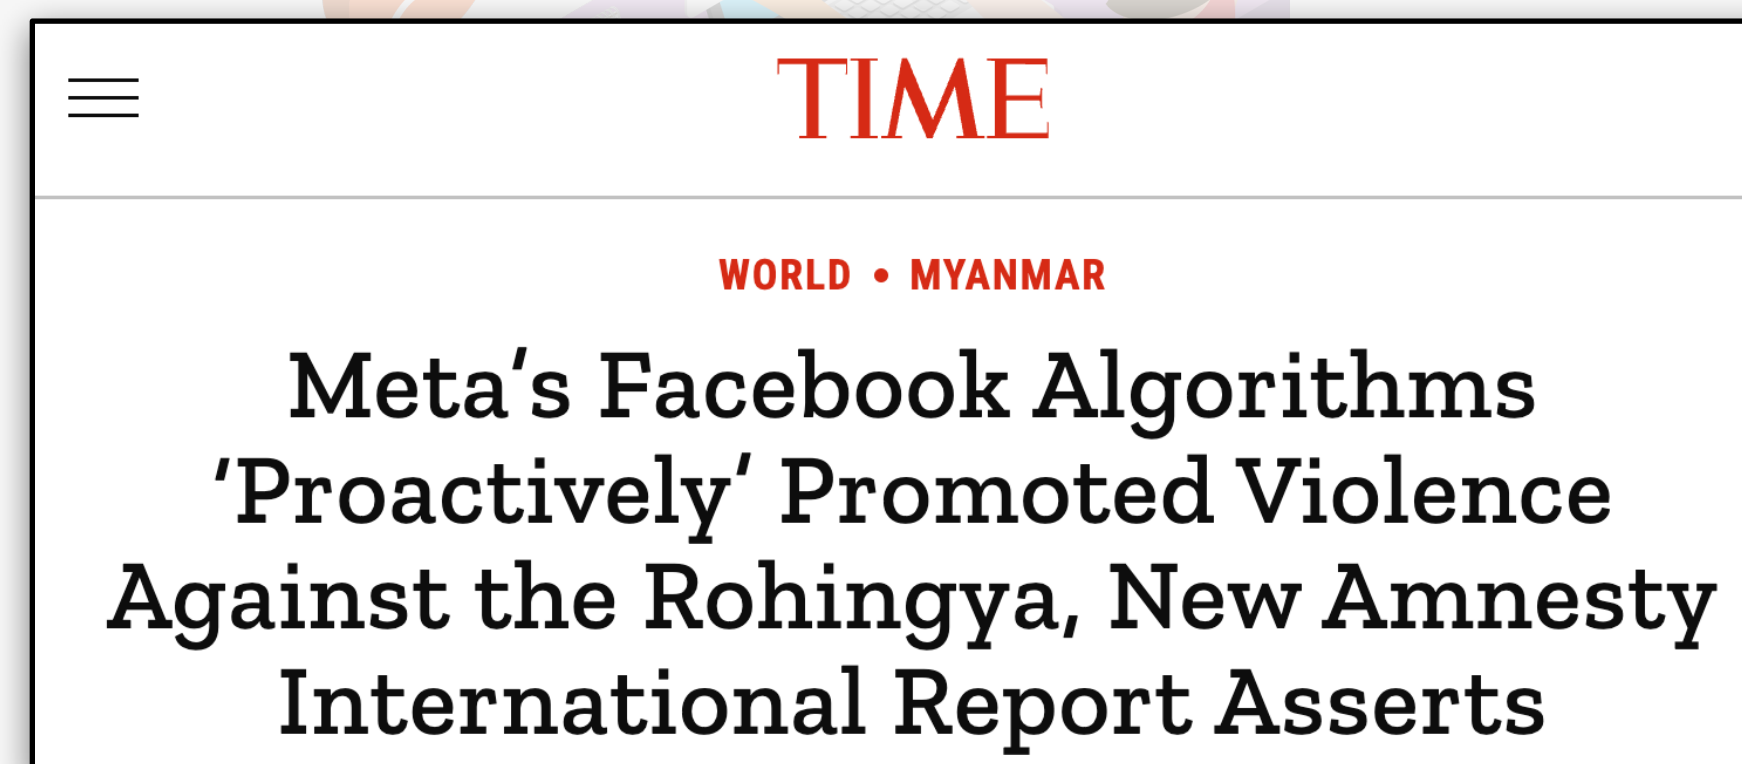 TIME
WORLD • MYANMAR
Meta’s Facebook Algorithms
‘Proactively’ Promoted Violence
Against the Rohingya, New Amnesty
International Report Asserts